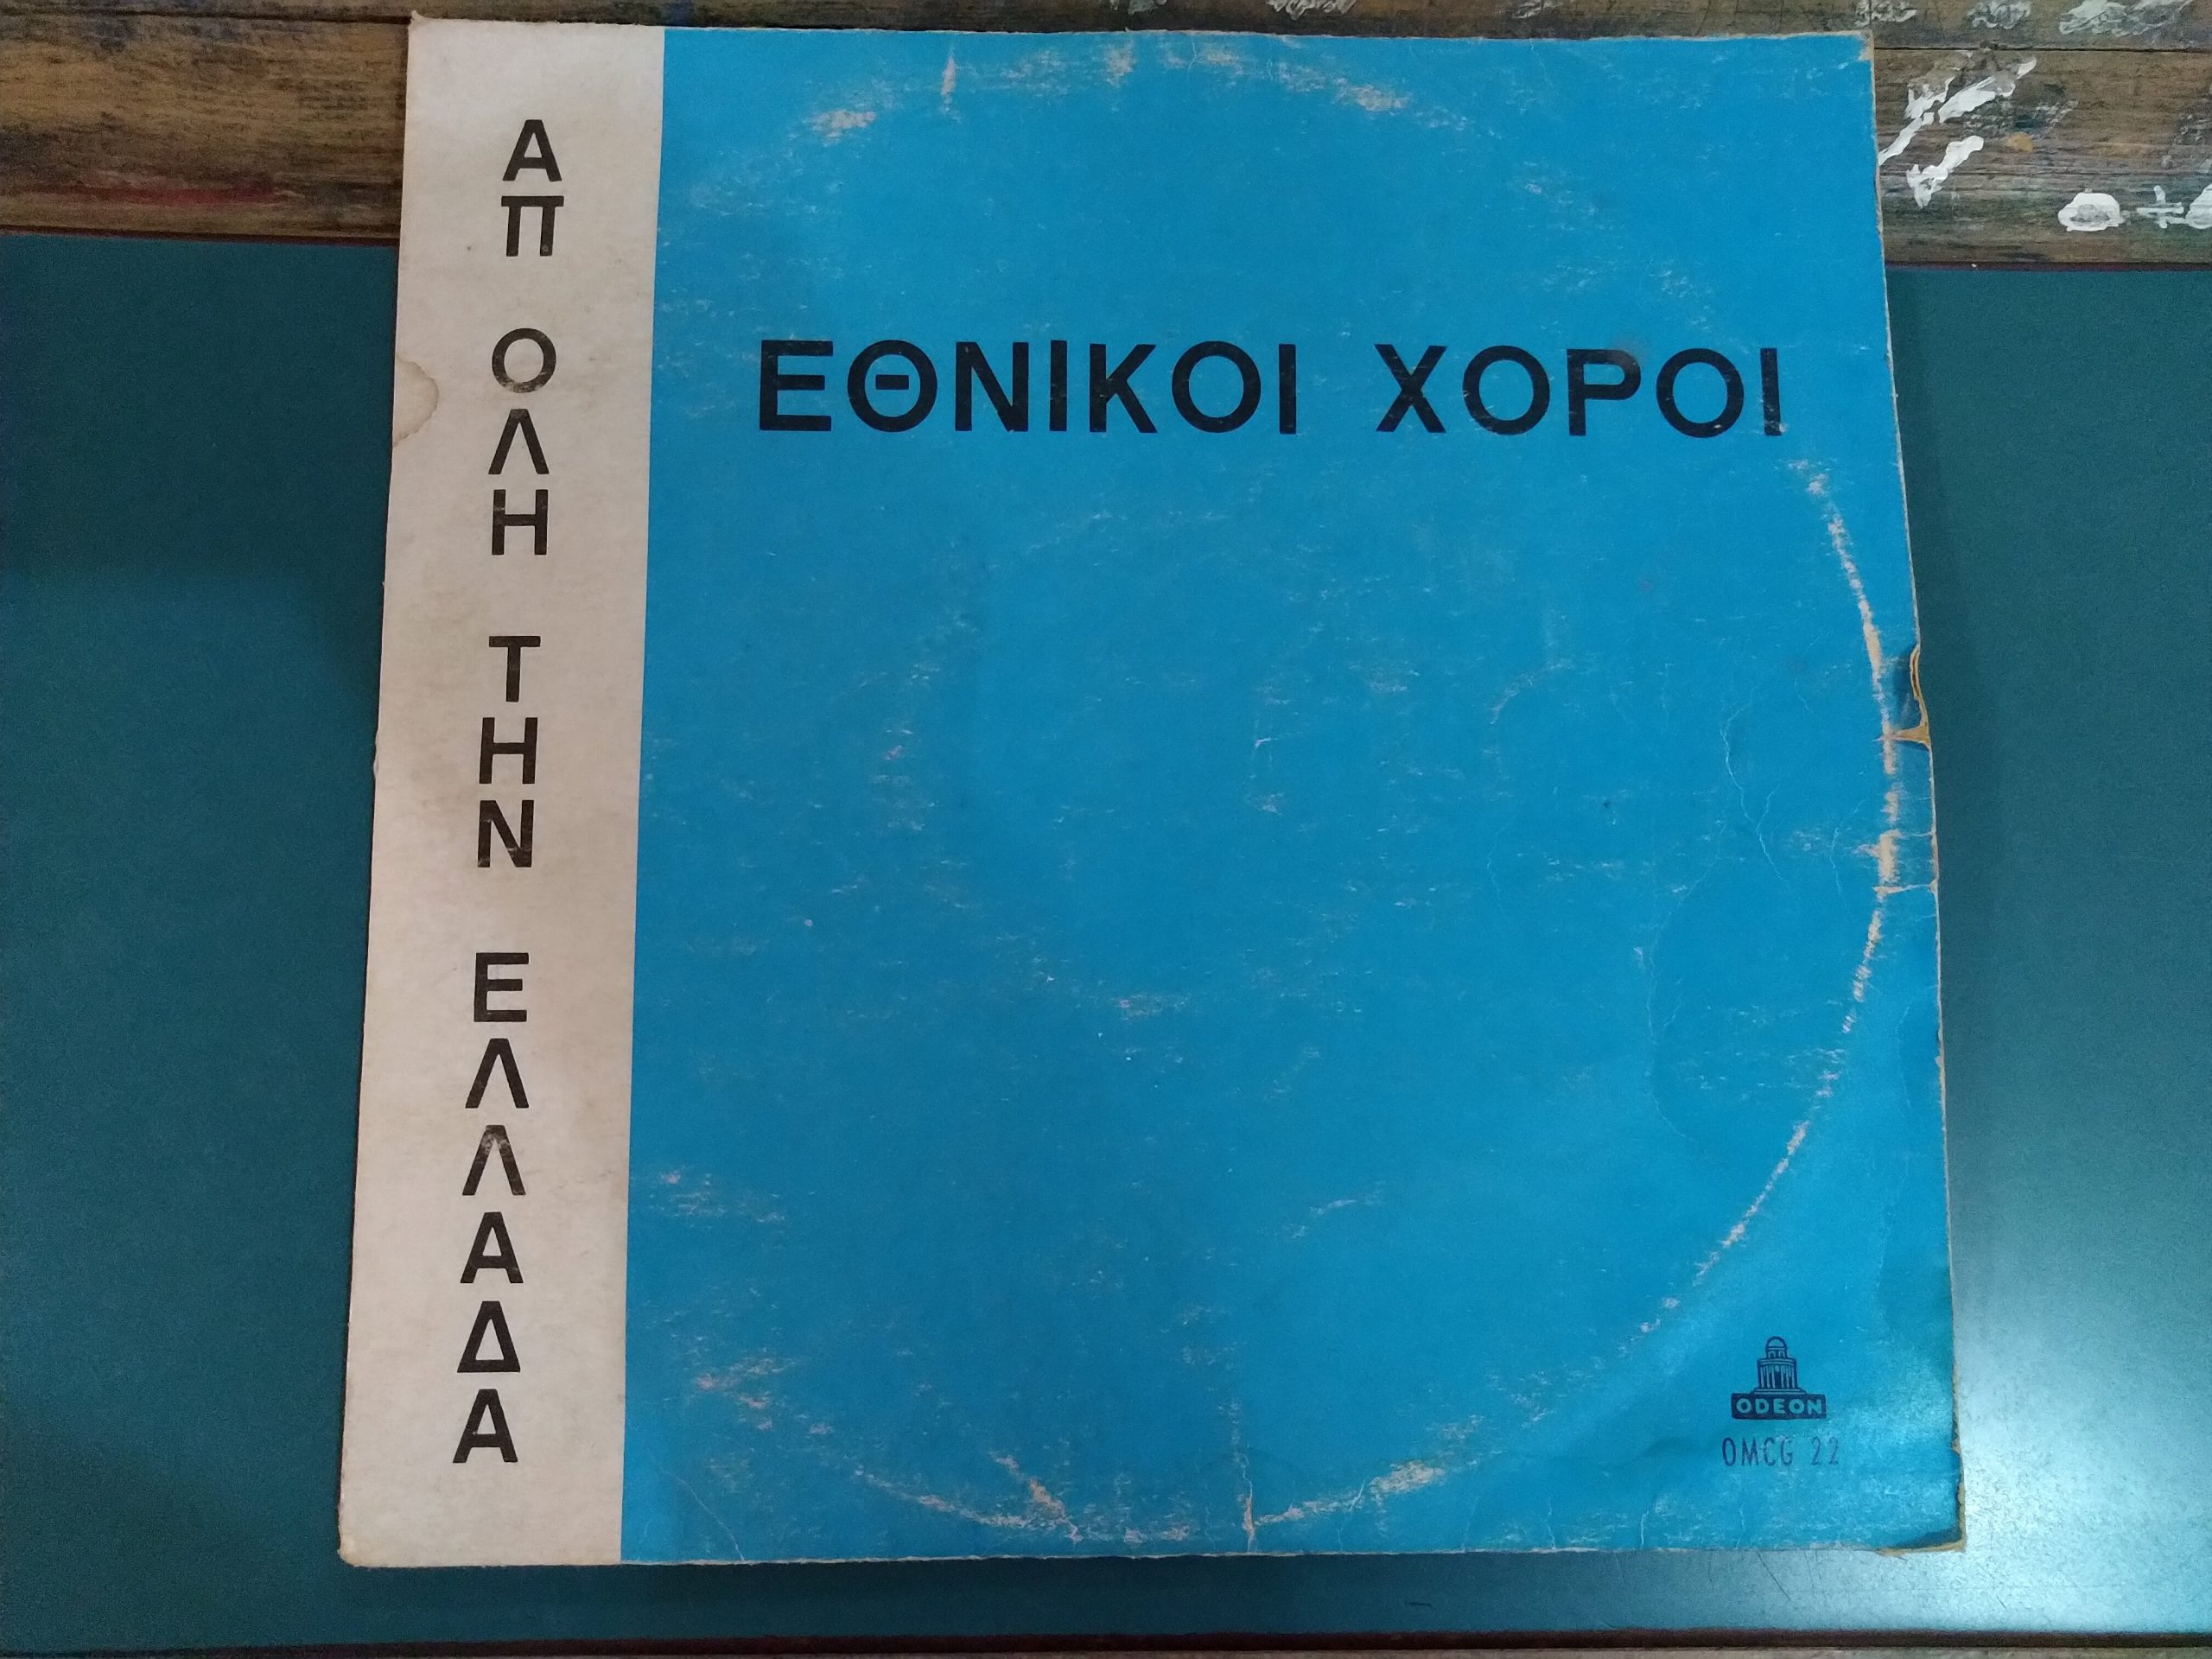 ΑΠ ΟΛΗ ΤΗΝ ΕΛΛΑΔΑ
ΕΘΝΙΚΟΙ ΧΟΡΟΙ
ODEON
OMCG 22